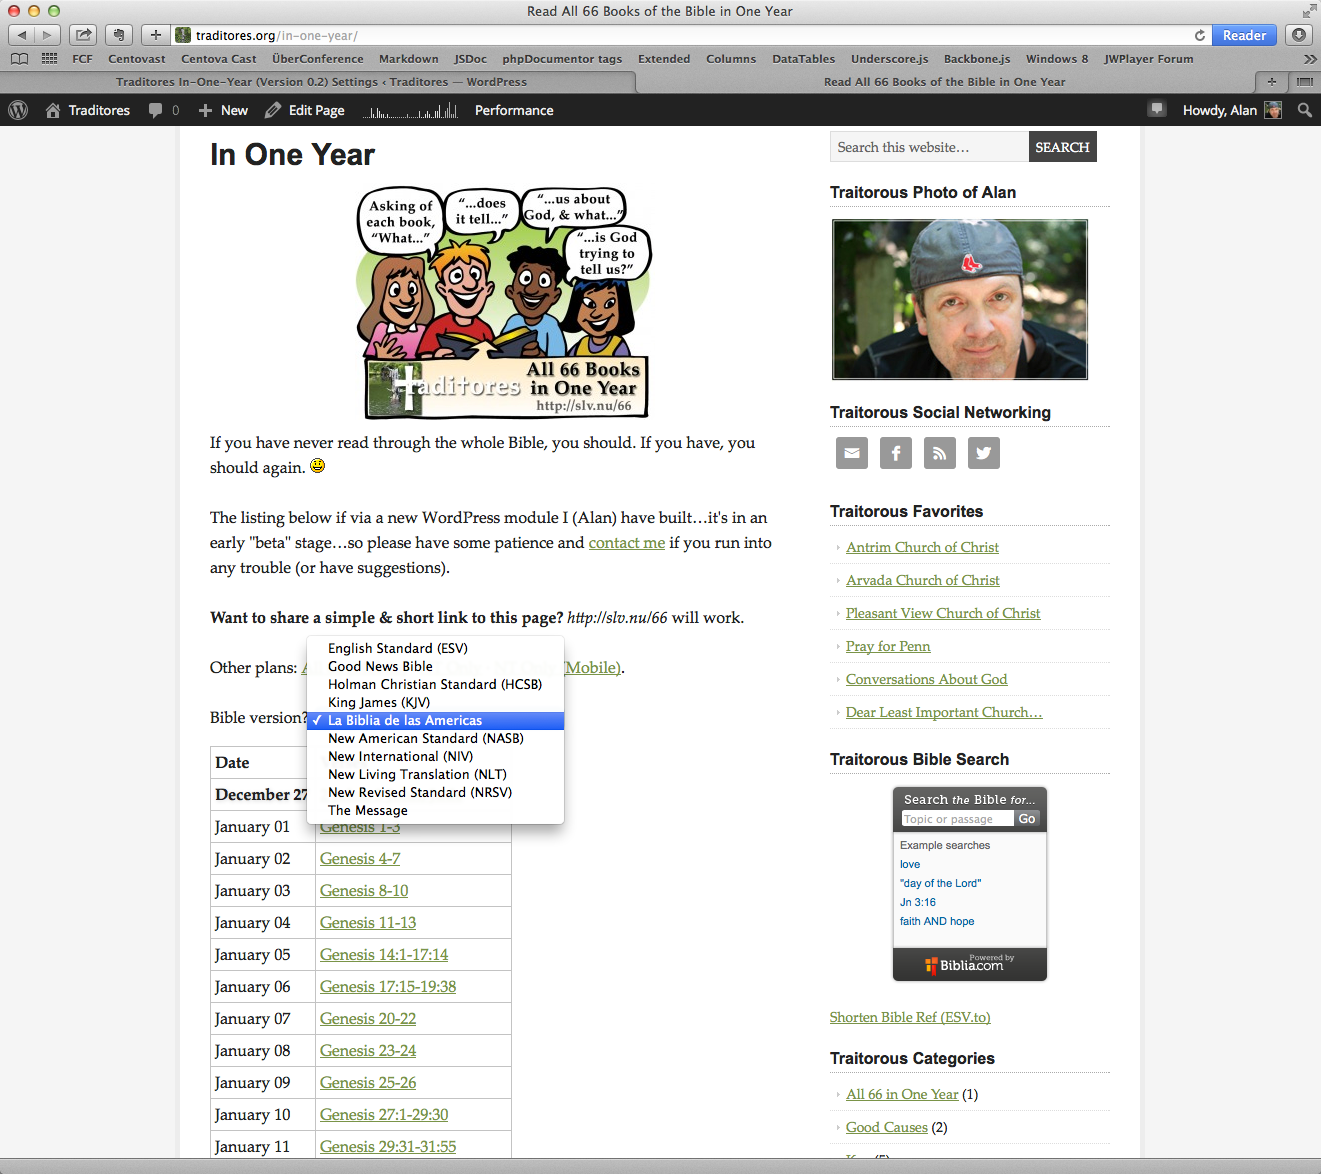 Read All 66 Books of the Bible in One Year
traditores.org/in-one-year/
Reader
FCF Centovast Centova Cast ÜberConference Markdown JSDoc phpDocumentor tags Extended Columns DataTables Underscore.js Backbone.js Windows 8 JWPlayer Forum
Traditores In-One-Year (Version 0.2) Settings ‹ Traditores — WordPress
Read All 66 Books of the Bible in One Year
Traditores 0 New Edit Page Performance Howdy, Alan
In One Year
Asking of
each book,
"What..."
"...does
it tell..."
"...us about
God, & what..."
"...is God
trying to
tell us?"
Traditores
All 66 Books
in One Year
http://slv.nu/66
If you have never read through the whole Bible, you should. If you have, you
should again.
The listing below if via a new WordPress module I (Alan) have built…it's in an
early "beta" stage…so please have some patience and contact me if you run into
any trouble (or have suggestions).
Want to share a simple & short link to this page? http://slv.nu/66 will work.
Other plans:
(Mobile).
Bible version?
English Standard (ESV)
Good News Bible
Holman Christian Standard (HCSB)
King James (KJV)
✓ La Biblia de las Americas
New American Standard (NASB)
New International (NIV)
New Living Translation (NLT)
New Revised Standard (NRSV)
The Message
Date
December 27
January 01 Genesis 1-3
January 02 Genesis 4-7
January 03 Genesis 8-10
January 04 Genesis 11-13
January 05 Genesis 14:1-17:14
January 06 Genesis 17:15-19:38
January 07 Genesis 20-22
January 08 Genesis 23-24
January 09 Genesis 25-26
January 10 Genesis 27:1-29:30
January 11 Genesis 29:31-31:55
Search this website…
SEARCH
Traitorous Photo of Alan
Traitorous Social Networking
Traitorous Favorites
Antrim Church of Christ
Arvada Church of Christ
Pleasant View Church of Christ
Pray for Penn
Conversations About God
Dear Least Important Church…
Traitorous Bible Search
Search the Bible for...
Topic or passage
Go
Example searches
love
"day of the Lord"
Jn 3:16
faith AND hope
Powered by
Biblia.com
Shorten Bible Ref (ESV.to)
Traitorous Categories
All 66 in One Year (1)
Good Causes (2)